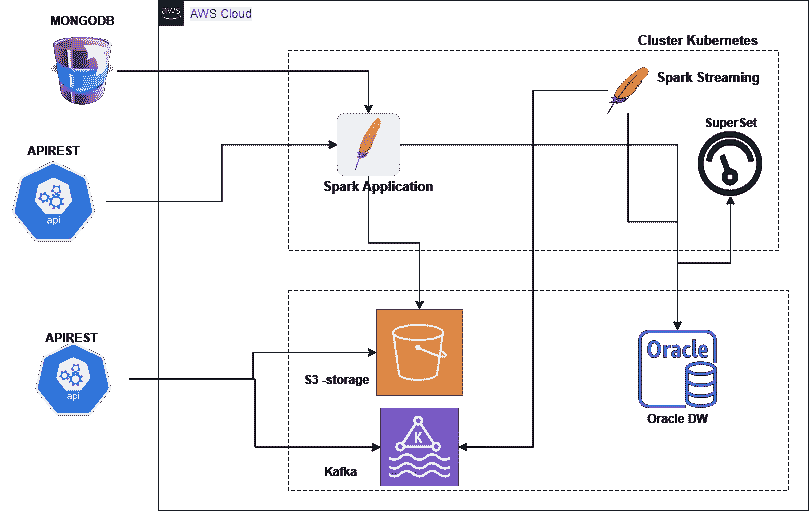 MONGODB
aws
AWS Cloud
Cluster Kubernetes
Spark Streaming
SuperSet
APIREST
api
Spark Application
APIREST
api
S3 -storage
Oracle
Oracle DW
K
Kafka